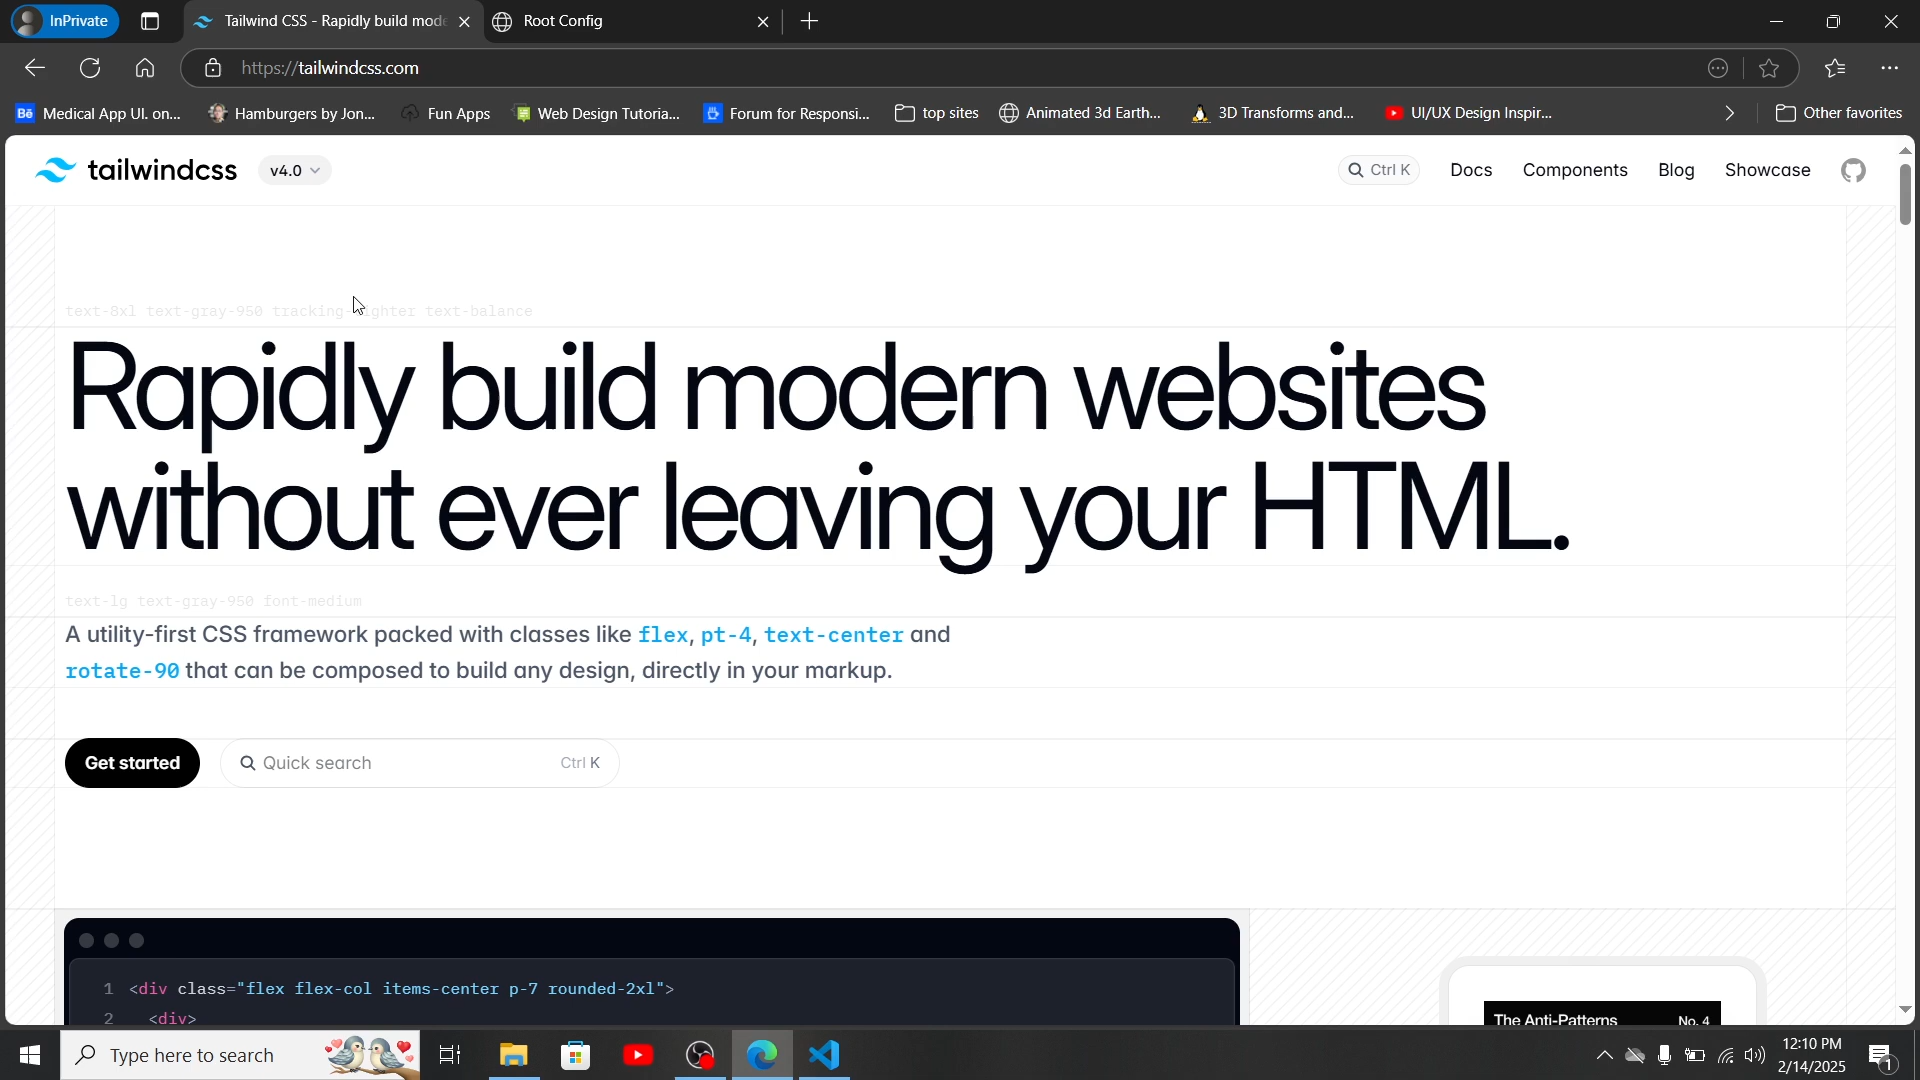 InPrivate
Tailwind CSS - Rapidly build mode
Root Config
https://tailwindcss.com
Bē Medical App UI. on...
Hamburgers by Jon...
Fun Apps
Web Design Tutoria...
Forum for Responsi...
top sites
Animated 3d Earth...
3D Transforms and...
UI/UX Design Inspir...
Other favorites
tailwindcss
v4.0
Ctrl K
Docs
Components
Blog
Showcase
text-8xl text-gray-950 tracking-tighter text-balance
Rapidly build modern websites
without ever leaving your HTML.
text-lg text-gray-950 font-medium
A utility-first CSS framework packed with classes like flex, pt-4, text-center and
rotate-90 that can be composed to build any design, directly in your markup.
Get started
Quick search
Ctrl K
1 <div class="flex flex-col items-center p-7 rounded-2xl">
2 <div>
The Anti-Patterns
No. 4
Type here to search
12:10 PM
2/14/2025
1